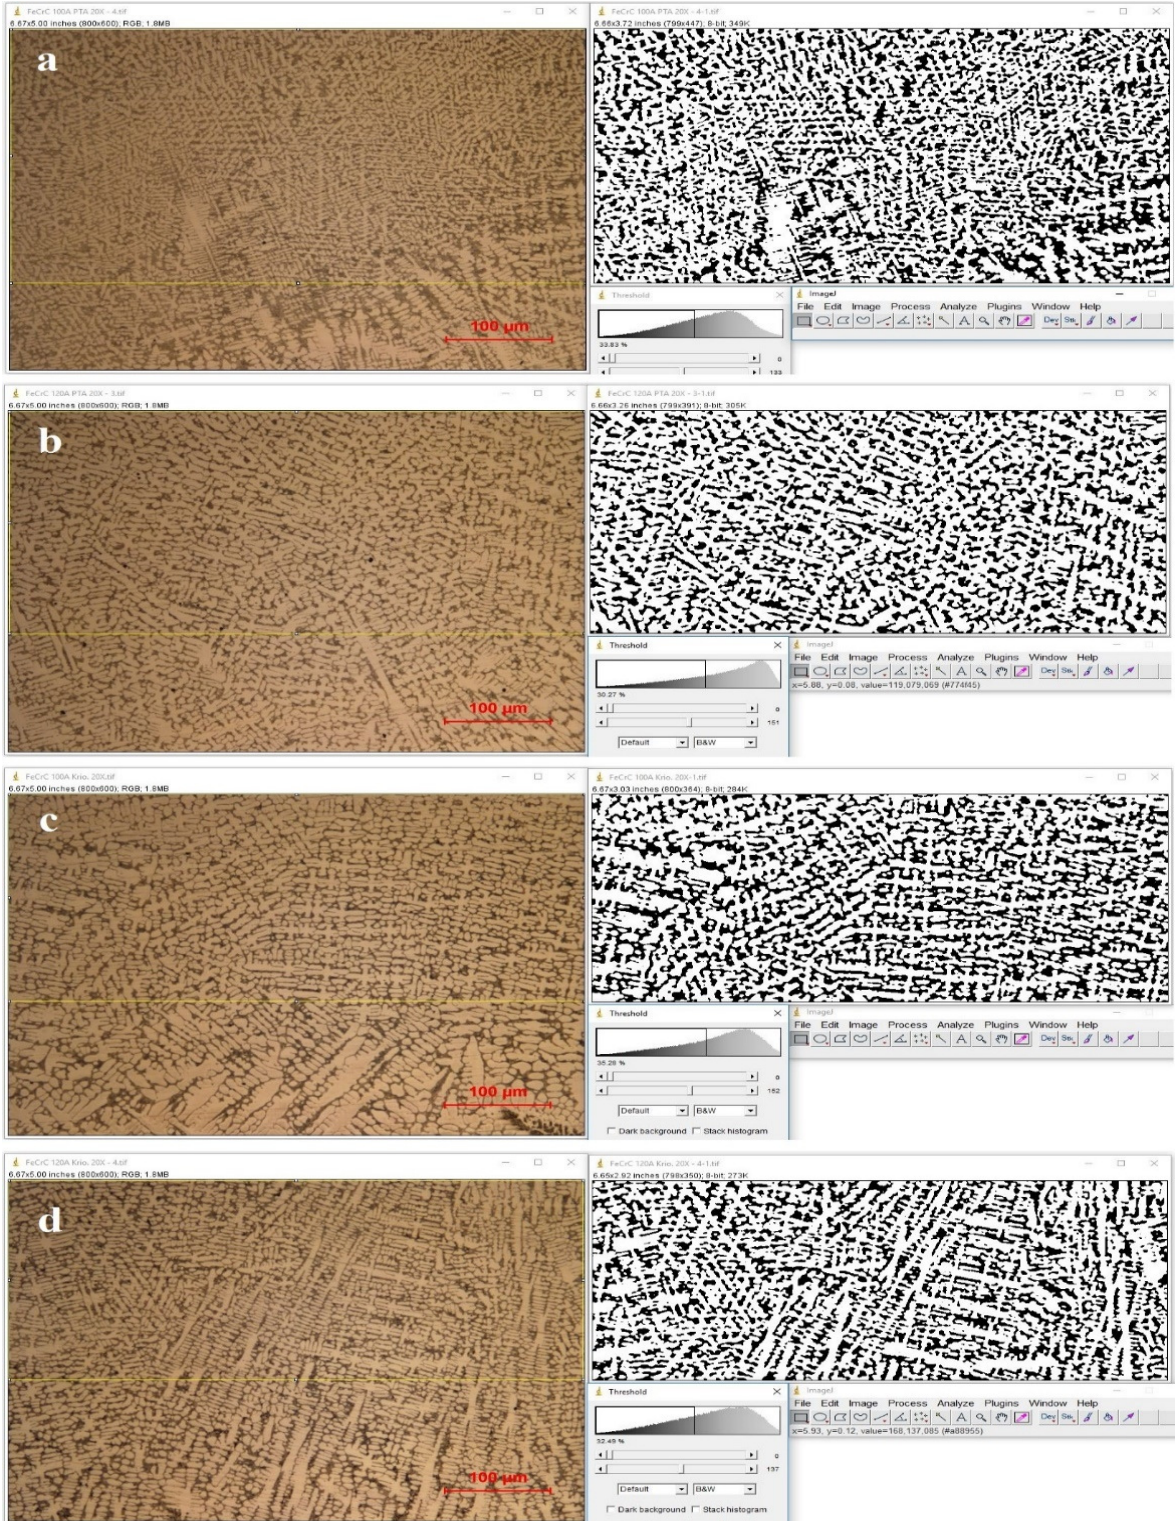 FeCrC 100A PTA 20X - 4.tif
6.67x5.00 inches (800x600); RGB; 1.8MB
a
100 µm
FeCrC 100A PTA 20X - 4-1.tif
6.66x3.72 inches (799x447); 8-bit; 349K
Threshold
33.83 %
0
133
ImageJ
File Edit Image Process Analyze Plugins Window Help
Dev Stk
FeCrC 120A PTA 20X - 3.tif
6.67x5.00 inches (800x600); RGB; 1.8MB
b
100 µm
FeCrC 120A PTA 20X - 3-1.tif
6.66x3.26 inches (799x391); 8-bit; 305K
Threshold
30.27 %
0
151
Default B&W
ImageJ
File Edit Image Process Analyze Plugins Window Help
Dev Stk
x=5.88, y=0.08, value=119,079,069 (#774f45)
FeCrC 100A Krio. 20X.tif
6.67x5.00 inches (800x600); RGB; 1.8MB
c
100 µm
FeCrC 100A Krio. 20X-1.tif
6.67x3.03 inches (800x364); 8-bit; 284K
Threshold
35.28 %
0
152
Default B&W
Dark background Stack histogram
ImageJ
File Edit Image Process Analyze Plugins Window Help
Dev Stk
FeCrC 120A Krio. 20X - 4.tif
6.67x5.00 inches (800x600); RGB; 1.8MB
d
100 µm
FeCrC 120A Krio. 20X - 4-1.tif
6.65x2.92 inches (798x350); 8-bit; 273K
Threshold
32.49 %
0
137
Default B&W
Dark background Stack histogram
ImageJ
File Edit Image Process Analyze Plugins Window Help
Dev Stk
x=5.93, y=0.12, value=168,137,085 (#a88955)